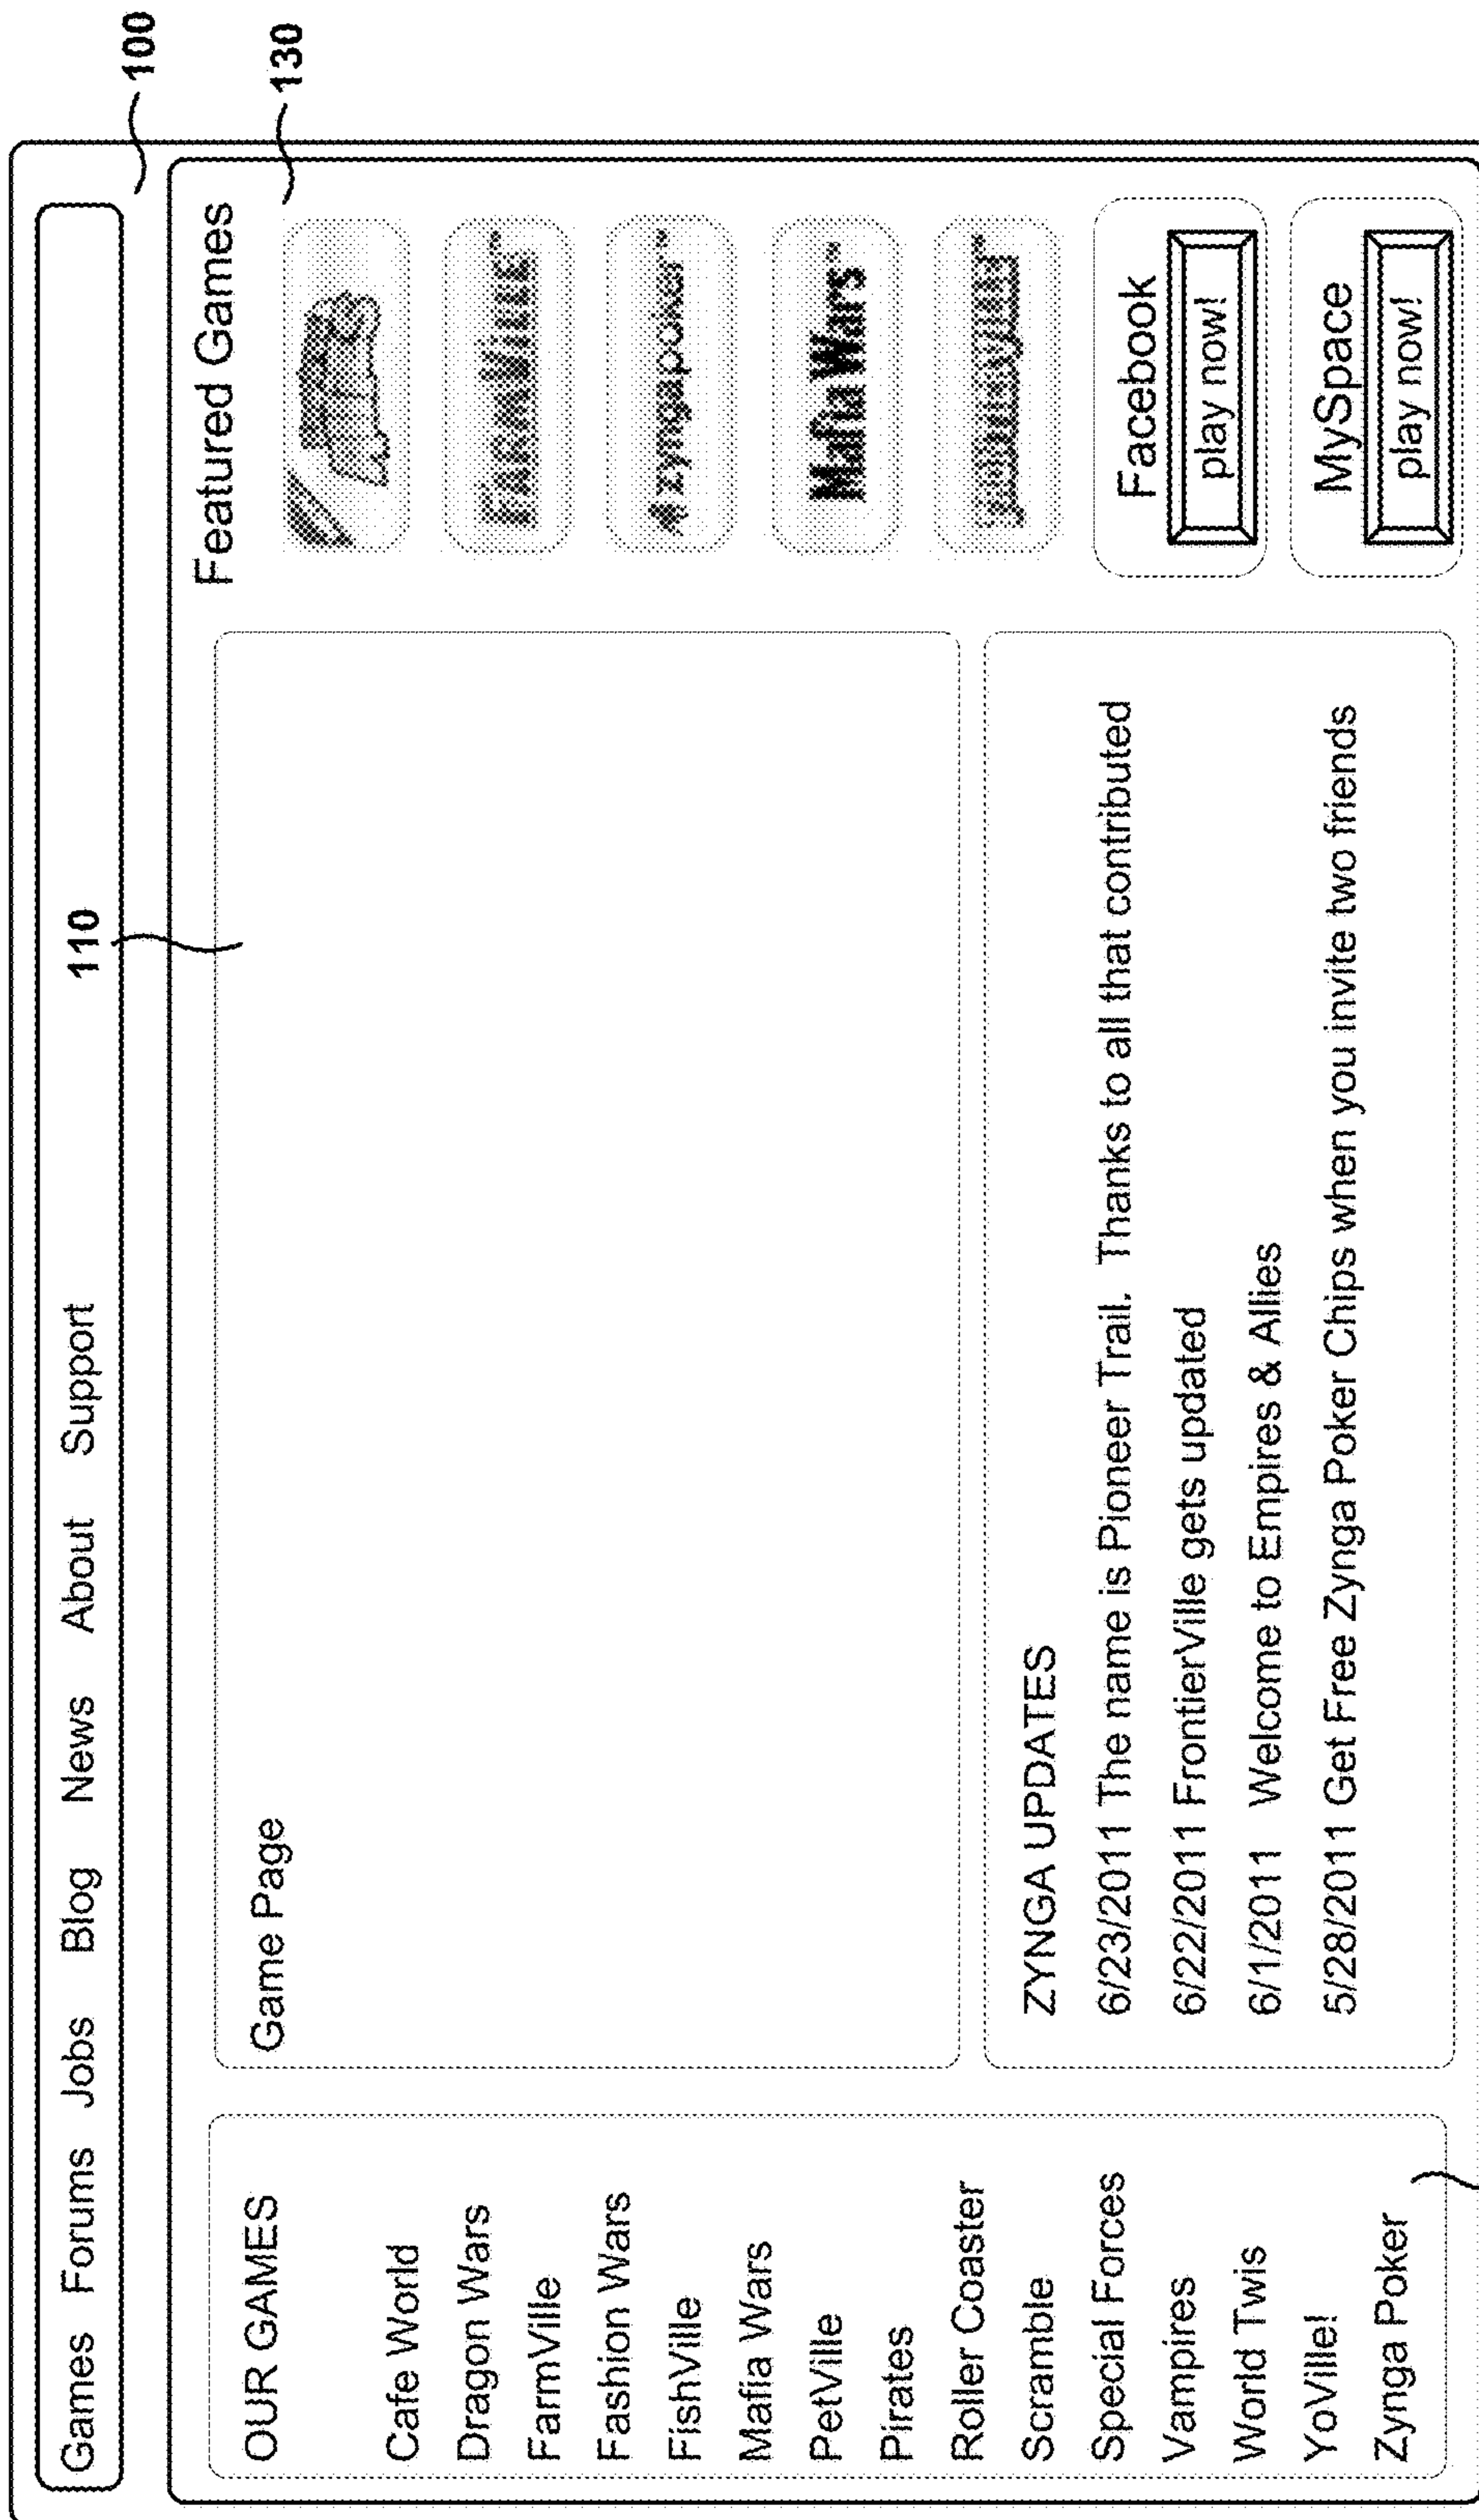 100
Games Forums Jobs Blog News About Support
110
130
OUR GAMES
Cafe World
Dragon Wars
FarmVille
Fashion Wars
FishVille
Mafia Wars
PetVille
Pirates
Roller Coaster
Scramble
Special Forces
Vampires
World Twis
YoVille!
Zynga Poker
Game Page
ZYNGA UPDATES
6/23/2011 The name is Pioneer Trail. Thanks to all that contributed
6/22/2011 FrontierVille gets updated
6/1/2011 Welcome to Empires & Allies
5/28/2011 Get Free Zynga Poker Chips when you invite two friends
Featured Games
FARMVILLE™
zyngapoker™
Mafia Wars™
Facebook
play now!
MySpace
play now!